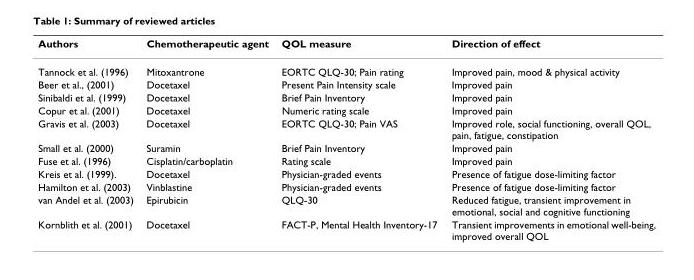 Table 1: Summary of reviewed articles
Authors Chemotherapeutic agent QOL measure Direction of effect
Tannock et al. (1996) Mitoxantrone EORTC QLQ-30; Pain rating Improved pain, mood & physical activity
Beer et al., (2001) Docetaxel Present Pain Intensity scale Improved pain
Sinibaldi et al. (1999) Docetaxel Brief Pain Inventory Improved pain
Copur et al. (2001) Docetaxel Numeric rating scale Improved pain
Gravis et al. (2003) Docetaxel EORTC QLQ-30; Pain VAS Improved role, social functioning, overall QOL,
pain, fatigue, constipation
Small et al. (2000) Suramin Brief Pain Inventory Improved pain
Fuse et al. (1996) Cisplatin/carboplatin Rating scale Improved pain
Kreis et al. (1999). Docetaxel Physician-graded events Presence of fatigue dose-limiting factor
Hamilton et al. (2003) Vinblastine Physician-graded events Presence of fatigue dose-limiting factor
van Andel et al. (2003) Epirubicin QLQ-30 Reduced fatigue, transient improvement in
emotional, social and cognitive functioning
Kornblith et al. (2001) Docetaxel FACT-P, Mental Health Inventory-17 Transient improvements in emotional well-being,
improved overall QOL